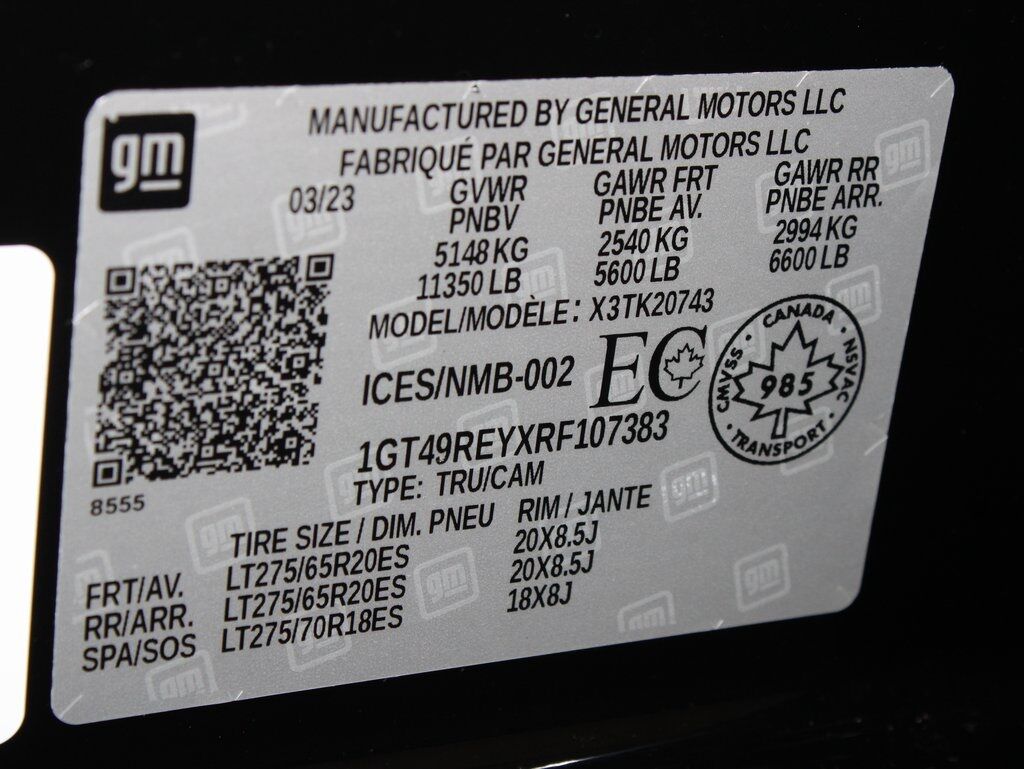 gm
MANUFACTURED BY GENERAL MOTORS LLC
FABRIQUÉ PAR GENERAL MOTORS LLC
03/23 GVWR GAWR FRT GAWR RR
PNBV PNBE AV. PNBE ARR.
5148 KG 2540 KG 2994 KG
11350 LB 5600 LB 6600 LB
MODEL/MODÈLE: X3TK20743
ICES/NMB-002 EC
CANADA
CMVSS 985 NSVAC
TRANSPORT
1GT49REYXRF107383
TYPE: TRU/CAM
8555
TIRE SIZE / DIM. PNEU RIM / JANTE
FRT/AV. LT275/65R20ES 20X8.5J
RR/ARR. LT275/65R20ES 20X8.5J
SPA/SOS LT275/70R18ES 18X8J